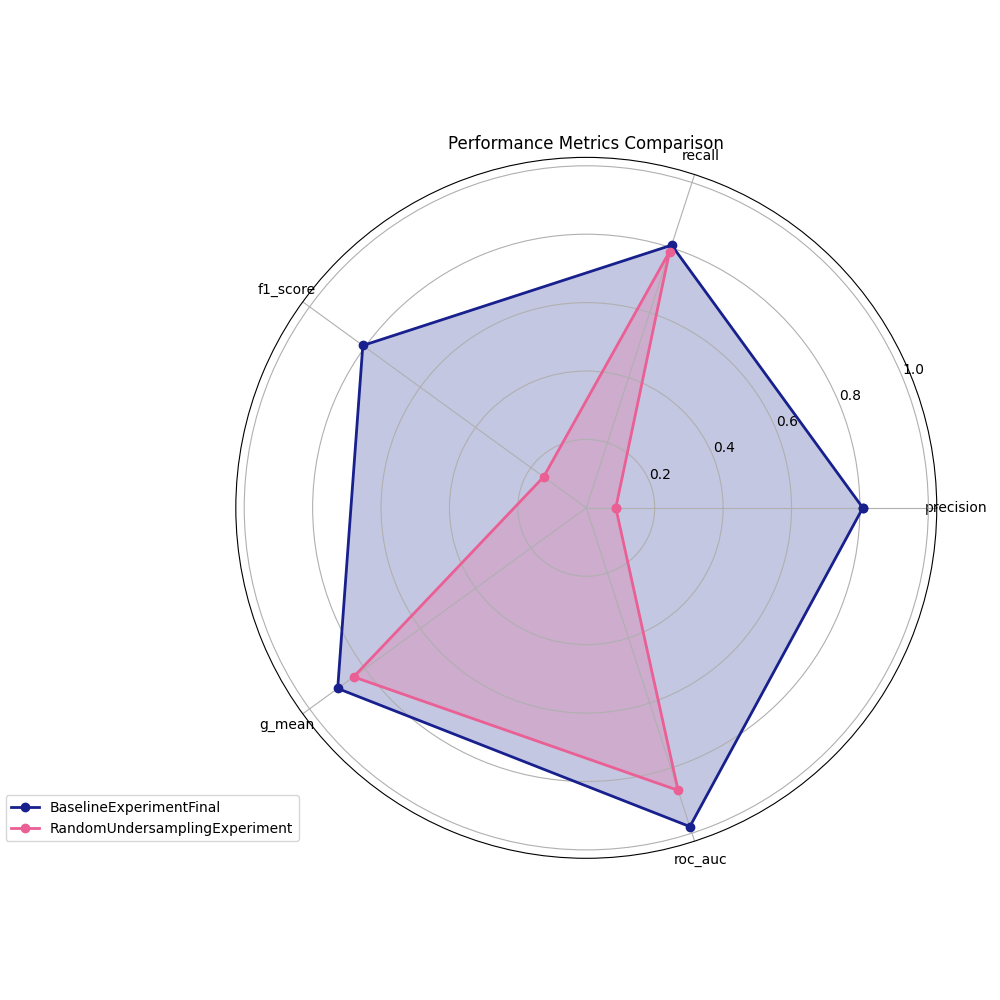 Performance Metrics Comparison
recall
f1_score
1.0
0.8
0.6
0.4
0.2
precision
g_mean
roc_auc
BaselineExperimentFinal
RandomUndersamplingExperiment